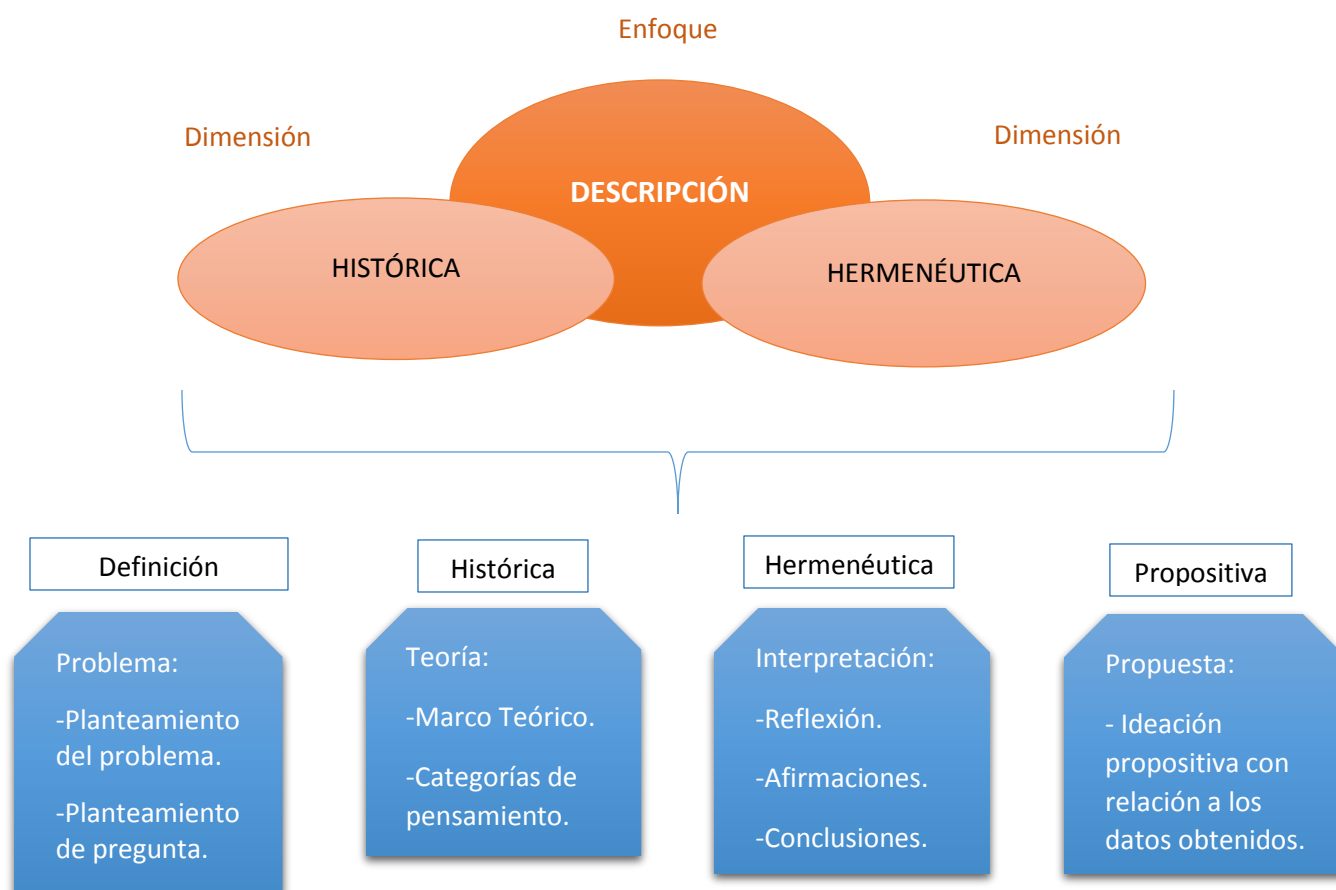 Enfoque
Dimensión
Dimensión
DESCRIPCIÓN
HISTÓRICA
HERMENÉUTICA
Definición
Histórica
Hermenéutica
Propositiva
Problema:
-Planteamiento
del problema.
-Planteamiento
de pregunta.
Teoría:
-Marco Teórico.
-Categorías de
pensamiento.
Interpretación:
-Reflexión.
-Afirmaciones.
-Conclusiones.
Propuesta:
- Ideación
propositiva con
relación a los
datos obtenidos.